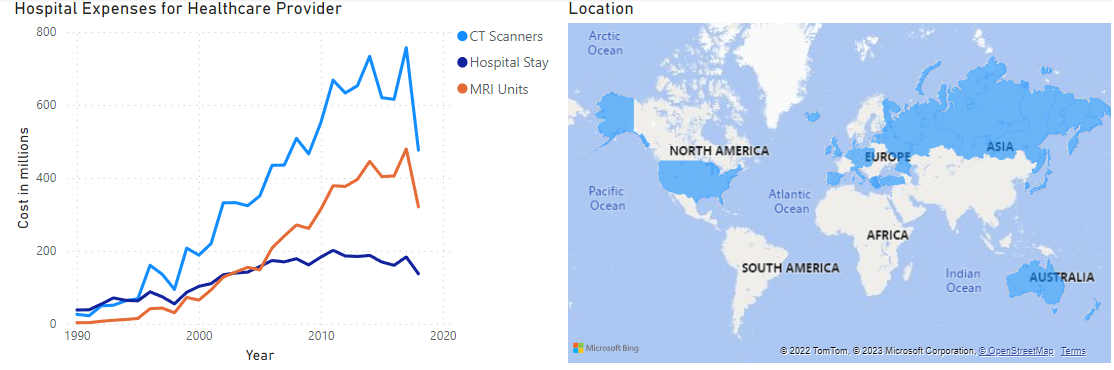 Hospital Expenses for Healthcare Provider
800
600
400
200
0
Cost in millions
1990
2000
2010
2020
Year
CT Scanners
Hospital Stay
MRI Units
Location
Arctic
Ocean
NORTH AMERICA
EUROPE
ASIA
Pacific
Ocean
Atlantic
Ocean
AFRICA
SOUTH AMERICA
Indian
Ocean
AUSTRALIA
Microsoft Bing
© 2022 TomTom, © 2023 Microsoft Corporation, © OpenStreetMap Terms